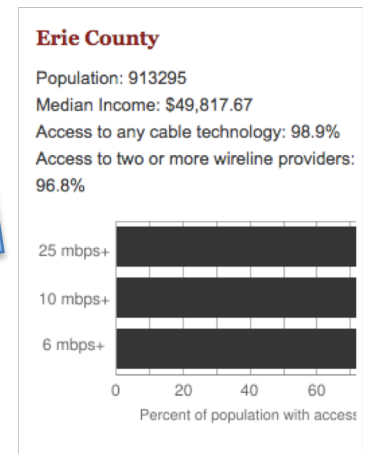 Erie County
Population: 913295
Median Income: $49,817.67
Access to any cable technology: 98.9%
Access to two or more wireline providers:
96.8%
25 mbps+
10 mbps+
6 mbps+
0 20 40 60
Percent of population with access